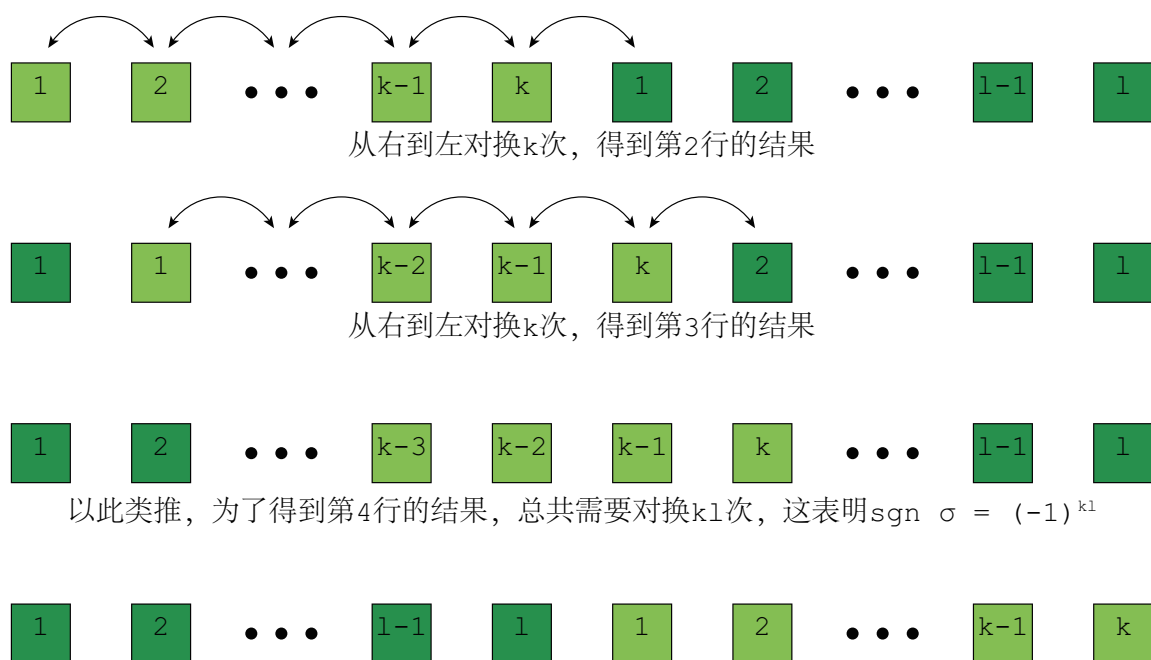 1 2 ••• k-1 k 1 2 ••• l-1 l
从右到左对换k次，得到第2行的结果
1 1 ••• k-2 k-1 k 2 ••• l-1 l
从右到左对换k次，得到第3行的结果
1 2 ••• k-3 k-2 k-1 k ••• l-1 l
以此类推，为了得到第4行的结果，总共需要对换kl次，这表明sgn σ = (-1)ᵏˡ
1 2 ••• l-1 l 1 2 ••• k-1 k